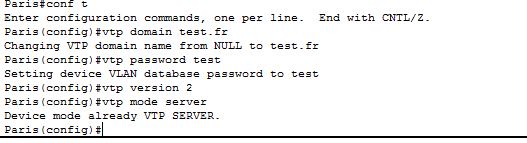 Paris#conf t
Enter configuration commands, one per line.  End with CNTL/Z.
Paris(config)#vtp domain test.fr
Changing VTP domain name from NULL to test.fr
Paris(config)#vtp password test
Setting device VLAN database password to test
Paris(config)#vtp version 2
Paris(config)#vtp mode server
Device mode already VTP SERVER.
Paris(config)#